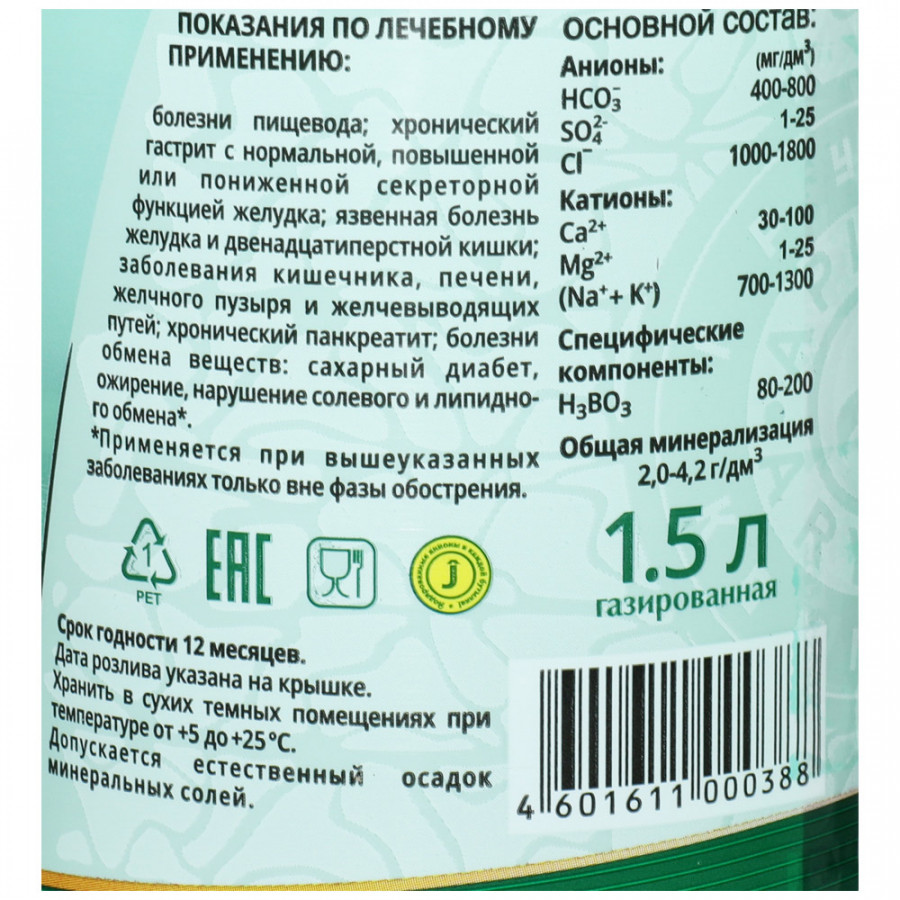 ПОКАЗАНИЯ ПО ЛЕЧЕБНОМУ
ПРИМЕНЕНИЮ:
болезни пищевода; хронический
гастрит с нормальной, повышенной
или пониженной секреторной
функцией желудка; язвенная болезнь
желудка и двенадцатиперстной кишки;
заболевания кишечника, печени,
желчного пузыря и желчевыводящих
путей; хронический панкреатит; болезни
обмена веществ: сахарный диабет,
ожирение, нарушение солевого и липидно-
го обмена*.
*Применяется при вышеуказанных
заболеваниях только вне фазы обострения.
ОСНОВНОЙ СОСТАВ:
Анионы: (мг/дм³)
HCO₃⁻ 400-800
SO₄²⁻ 1-25
Cl⁻ 1000-1800
Катионы:
Ca²⁺ 30-100
Mg²⁺ 1-25
(Na⁺+ K⁺) 700-1300
Специфические
компоненты:
H₃BO₃ 80-200
Общая минерализация
2,0-4,2 г/дм³
1
PET
EAC
J
1.5 л
газированная
Срок годности 12 месяцев.
Дата розлива указана на крышке.
Хранить в сухих темных помещениях при
температуре от +5 до +25 °C.
Допускается естественный осадок
минеральных солей.
4 601611 000388